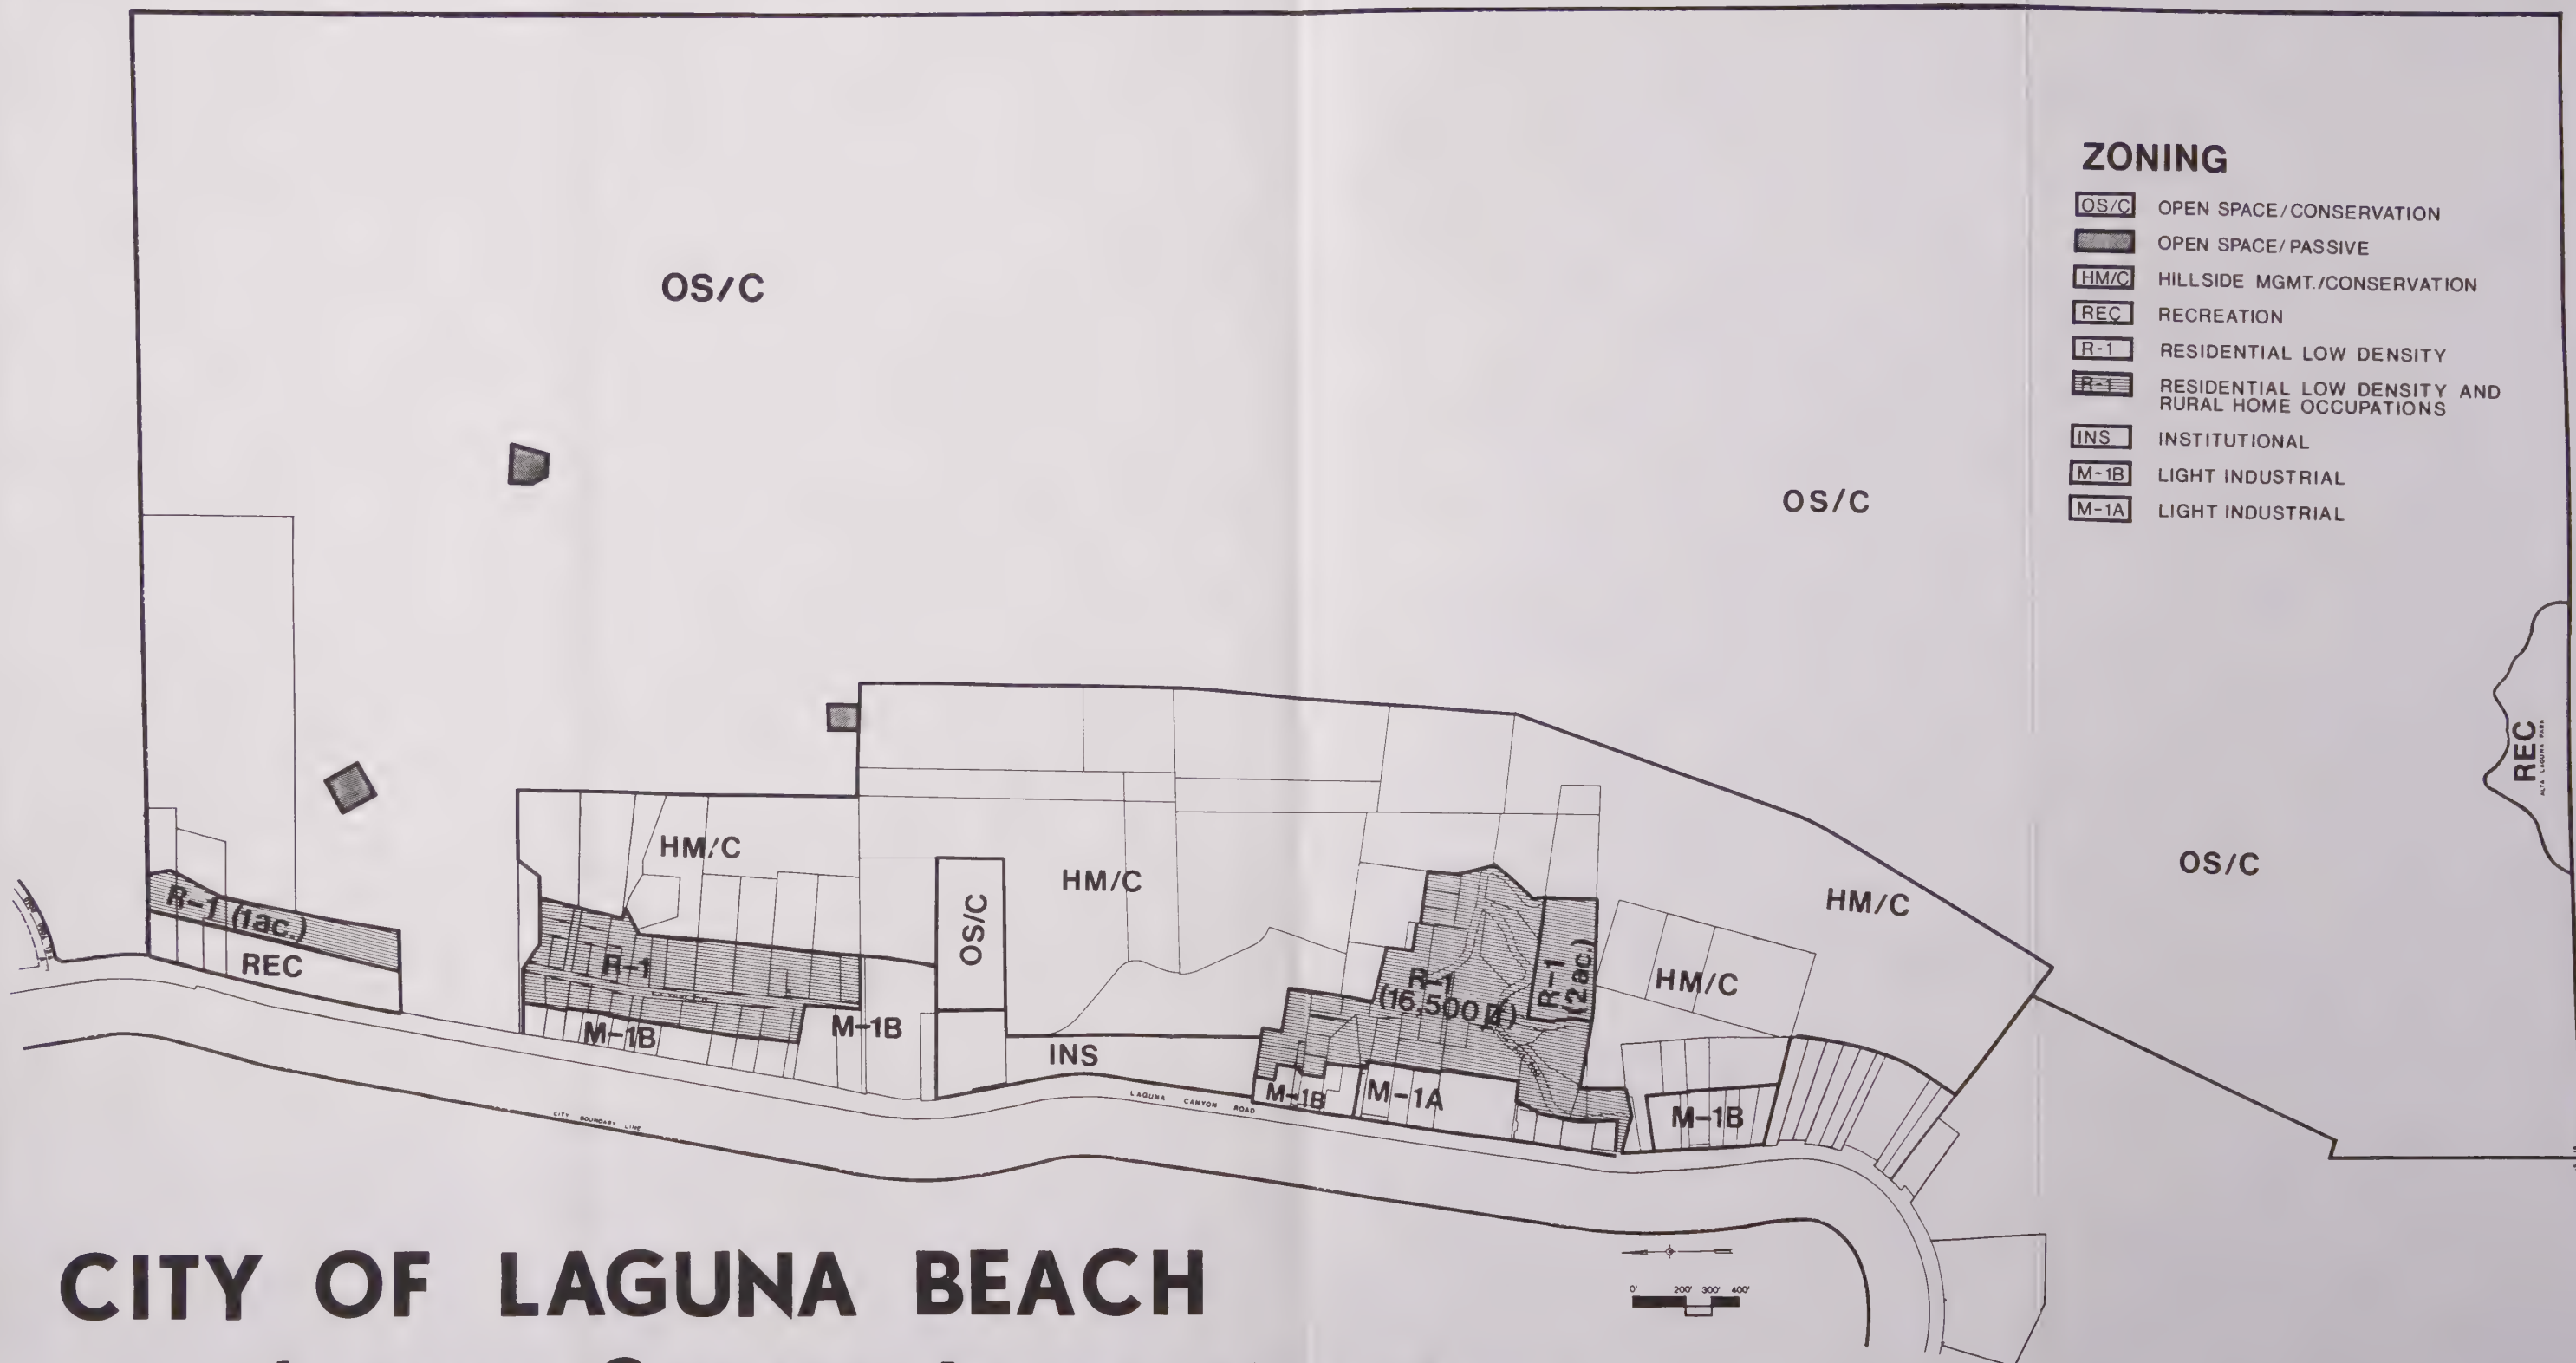 ZONING
OS/C OPEN SPACE/CONSERVATION
OPEN SPACE/PASSIVE
HM/C HILLSIDE MGMT./CONSERVATION
REC RECREATION
R-1 RESIDENTIAL LOW DENSITY
R-1 RESIDENTIAL LOW DENSITY AND
RURAL HOME OCCUPATIONS
INS INSTITUTIONAL
M-1B LIGHT INDUSTRIAL
M-1A LIGHT INDUSTRIAL
OS/C
OS/C
OS/C
REC
ALTA LAGUNA PARK
HM/C
HM/C
HM/C
HM/C
OS/C
R-1 (1ac.)
REC
R-1
M-1B
M-1B
INS
R-1
(16,500 ⌀)
R-1
(2ac.)
M-1B
M-1A
M-1B
LAGUNA CANYON ROAD
CITY BOUNDARY LINE
0' 200' 300' 400'
CITY OF LAGUNA BEACH